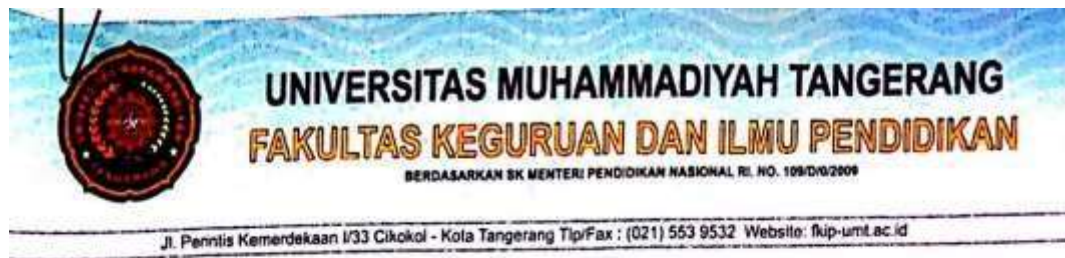 UNIVERSITAS MUHAMMADIYAH TANGERANG
FAKULTAS KEGURUAN DAN ILMU PENDIDIKAN
BERDASARKAN SK MENTERI PENDIDIKAN NASIONAL RI. NO. 109/D/0/2009
Jl. Perintis Kemerdekaan I/33 Cikokol - Kota Tangerang Tlp/Fax : (021) 553 9532 Website: fkip-umt.ac.id